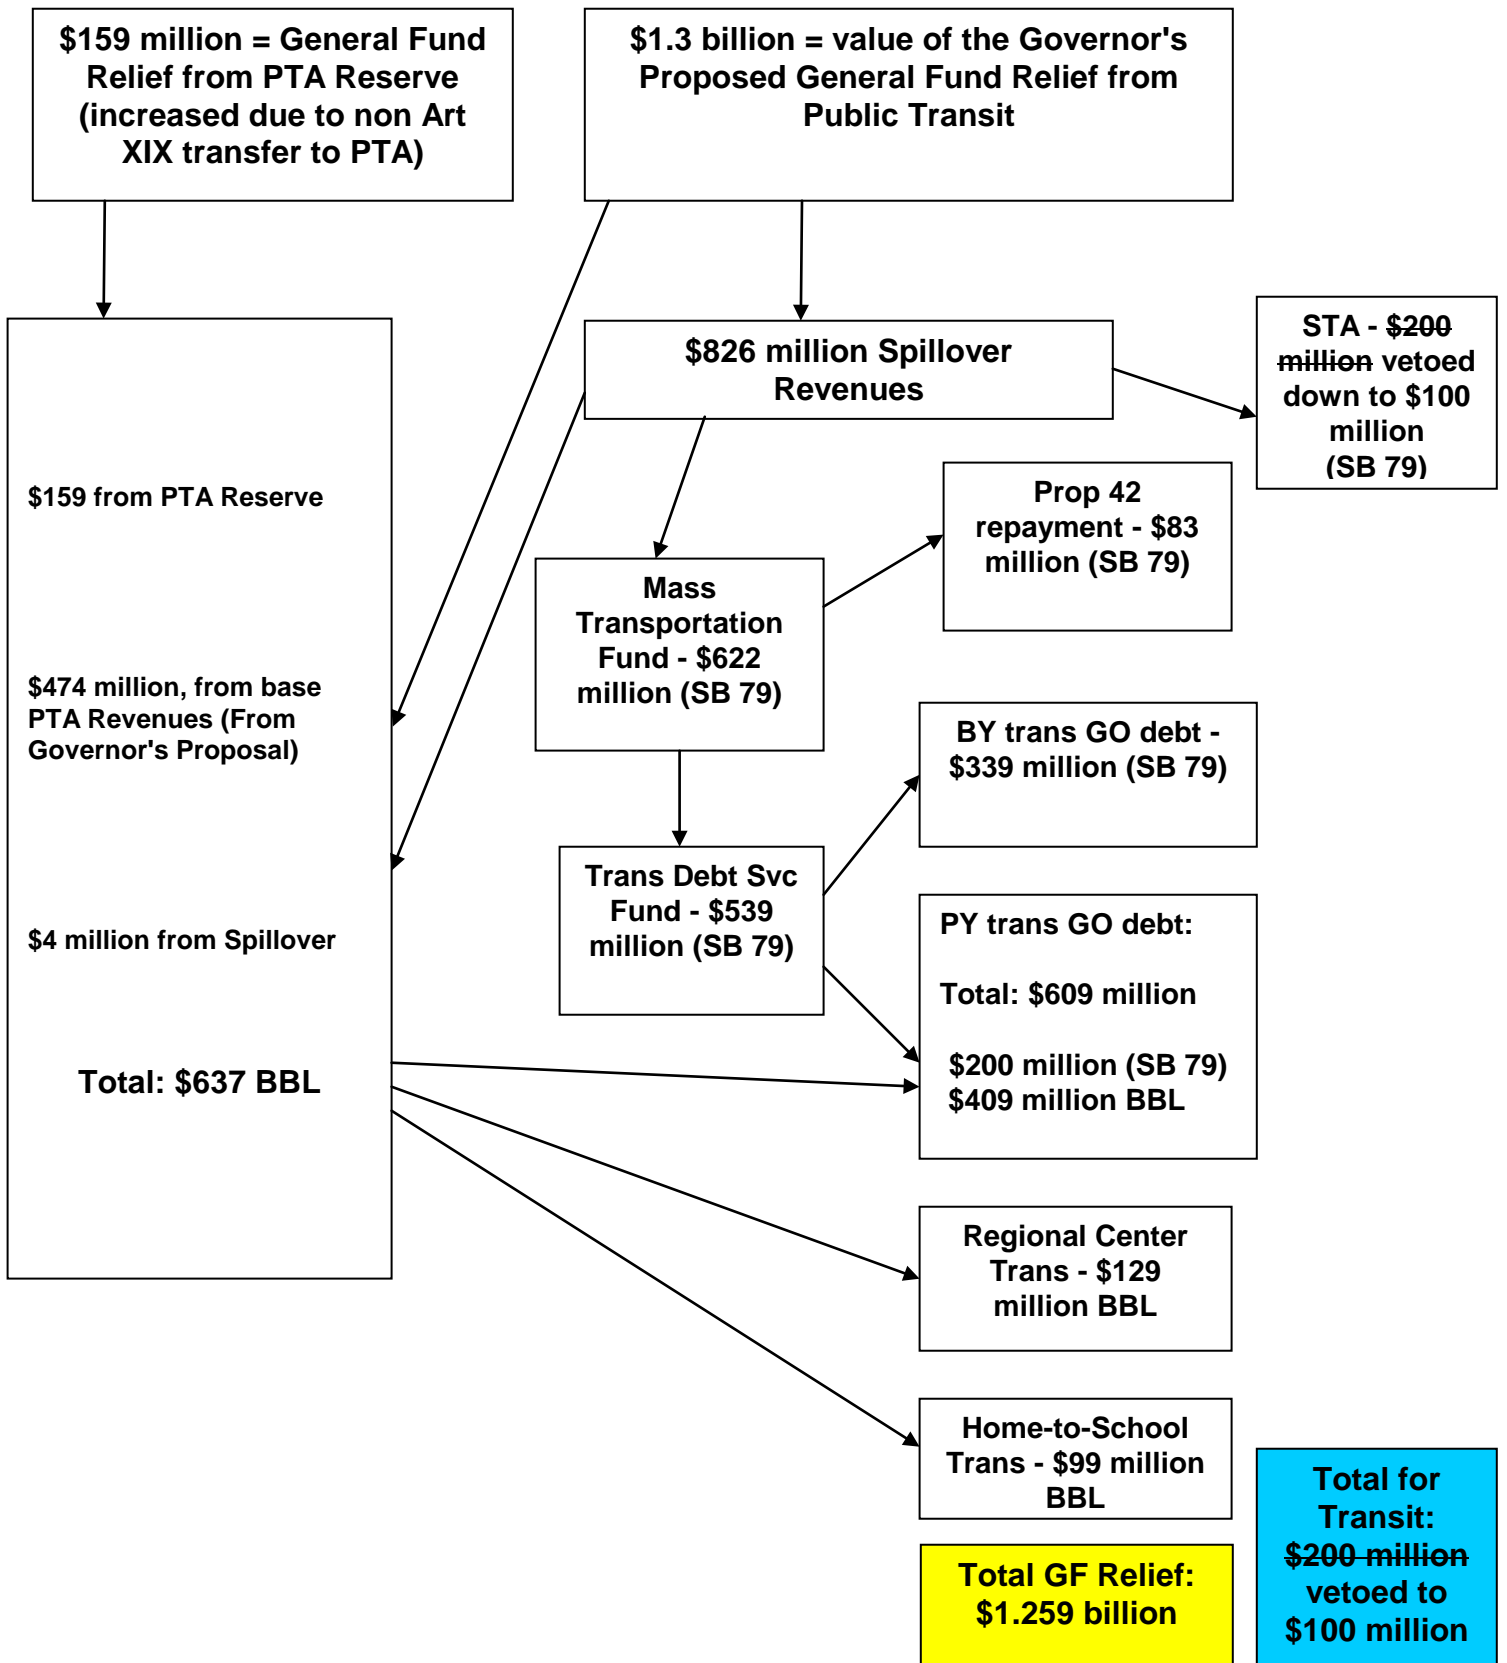 $159 million = General Fund
Relief from PTA Reserve
(increased due to non Art
XIX transfer to PTA)
$1.3 billion = value of the Governor's
Proposed General Fund Relief from
Public Transit
$826 million Spillover
Revenues
STA - $200
million vetoed
down to $100
million
(SB 79)
$159 from PTA Reserve
$474 million, from base
PTA Revenues (From
Governor's Proposal)
$4 million from Spillover
Total: $637 BBL
Mass
Transportation
Fund - $622
million (SB 79)
Prop 42
repayment - $83
million (SB 79)
Trans Debt Svc
Fund - $539
million (SB 79)
BY trans GO debt -
$339 million (SB 79)
PY trans GO debt:
Total: $609 million
$200 million (SB 79)
$409 million BBL
Regional Center
Trans - $129
million BBL
Home-to-School
Trans - $99 million
BBL
Total GF Relief:
$1.259 billion
Total for
Transit:
$200 million
vetoed to
$100 million